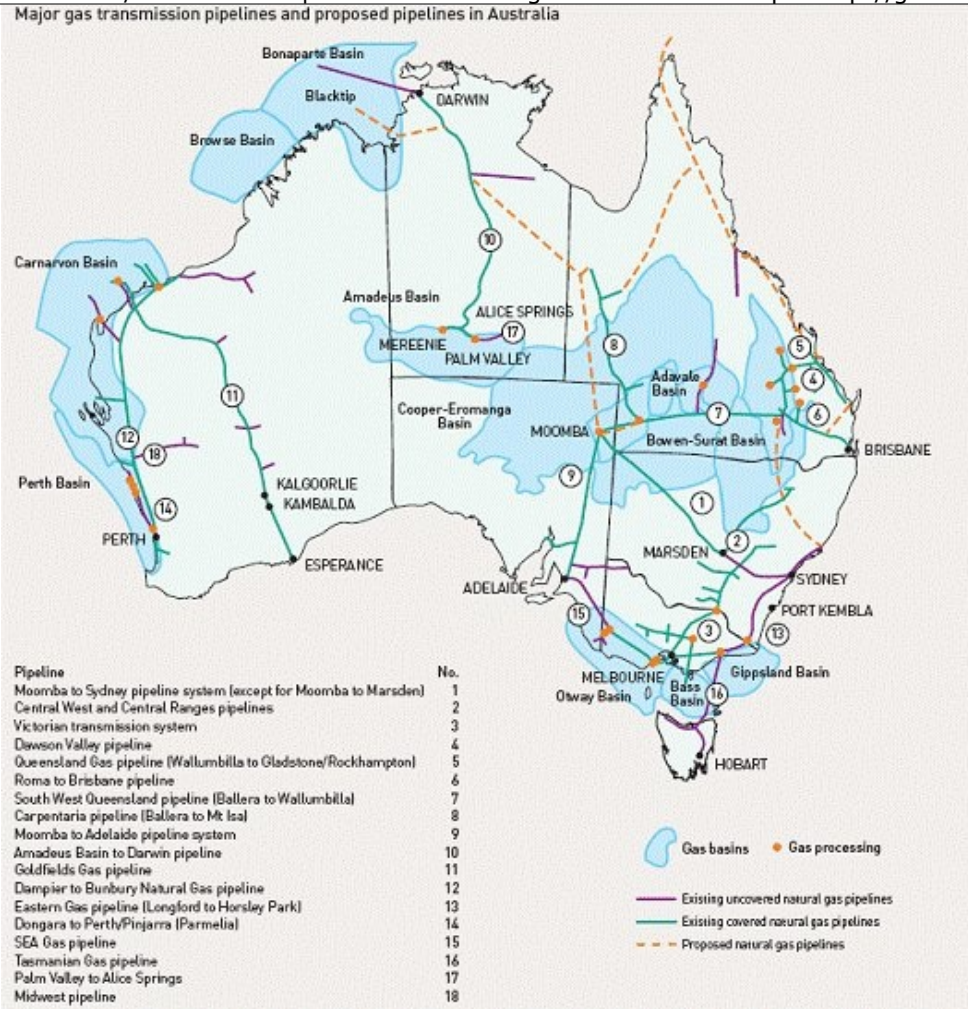 Major gas transmission pipelines and proposed pipelines in Australia
Bonaparte Basin
Blacktip
DARWIN
Browse Basin
10
Carnarvon Basin
Amadeus Basin
ALICE SPRINGS
17
MEREENIE
PALM VALLEY
8
5
Adavale
Basin
4
11
Cooper-Eromanga
Basin
7
6
12
MOOMBA
Bowen-Surat Basin
BRISBANE
18
9
Perth Basin
KALGOORLIE
KAMBALDA
1
14
PERTH
2
MARSDEN
ESPERANCE
ADELAIDE
SYDNEY
PORT KEMBLA
15
3
13
MELBOURNE
Gippsland Basin
Otway Basin
Bass
Basin
16
HOBART
Pipeline No.
Moomba to Sydney pipeline system (except for Moomba to Marsden) 1
Central West and Central Ranges pipelines 2
Victorian transmission system 3
Dawson Valley pipeline 4
Queensland Gas pipeline (Wallumbilla to Gladstone/Rockhampton) 5
Roma to Brisbane pipeline 6
South West Queensland pipeline (Ballera to Wallumbilla) 7
Carpentaria pipeline (Ballera to Mt Isa) 8
Moomba to Adelaide pipeline system 9
Amadeus Basin to Darwin pipeline 10
Goldfields Gas pipeline 11
Dampier to Bunbury Natural Gas pipeline 12
Eastern Gas pipeline (Longford to Horsley Park) 13
Dongara to Perth/Pinjarra (Parmelia) 14
SEA Gas pipeline 15
Tasmanian Gas pipeline 16
Palm Valley to Alice Springs 17
Midwest pipeline 18
Gas basins
Gas processing
Existing uncovered natural gas pipelines
Existing covered natural gas pipelines
Proposed natural gas pipelines